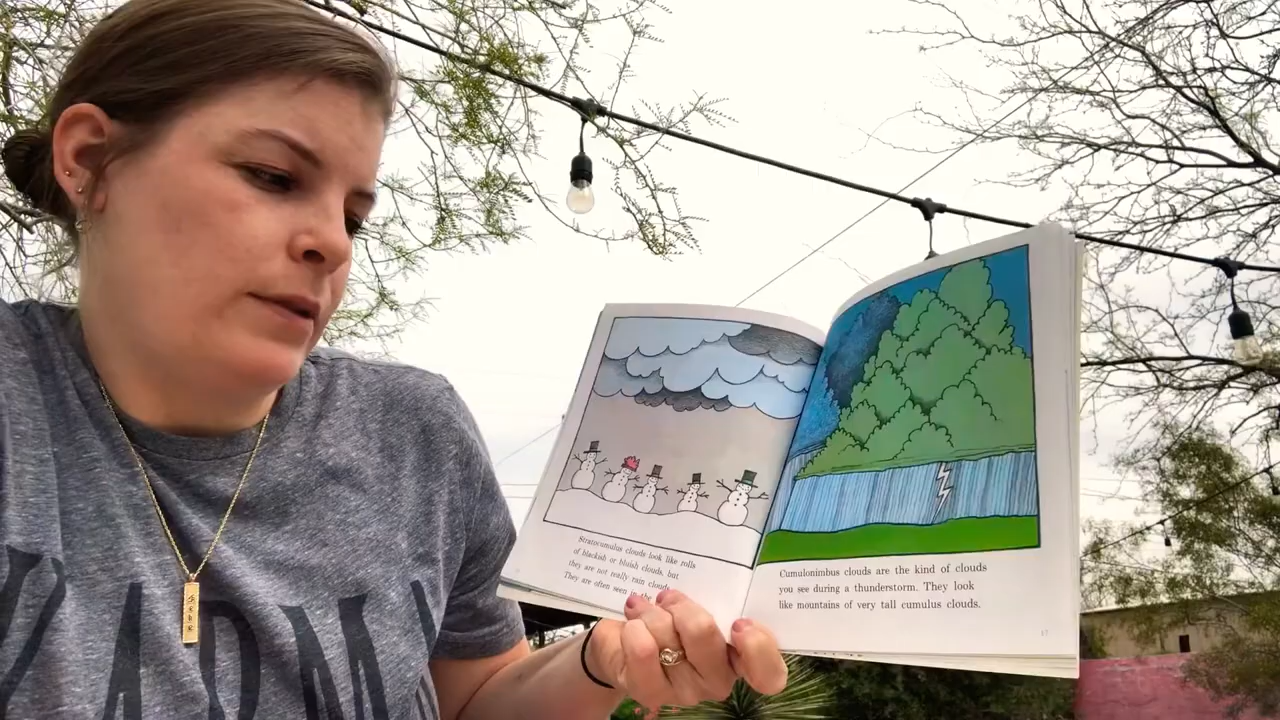 Stratocumulus clouds look like rolls
of blackish or bluish clouds, but
they are not really rain clouds.
They are often seen in the
Cumulonimbus clouds are the kind of clouds
you see during a thunderstorm. They look
like mountains of very tall cumulus clouds.
17